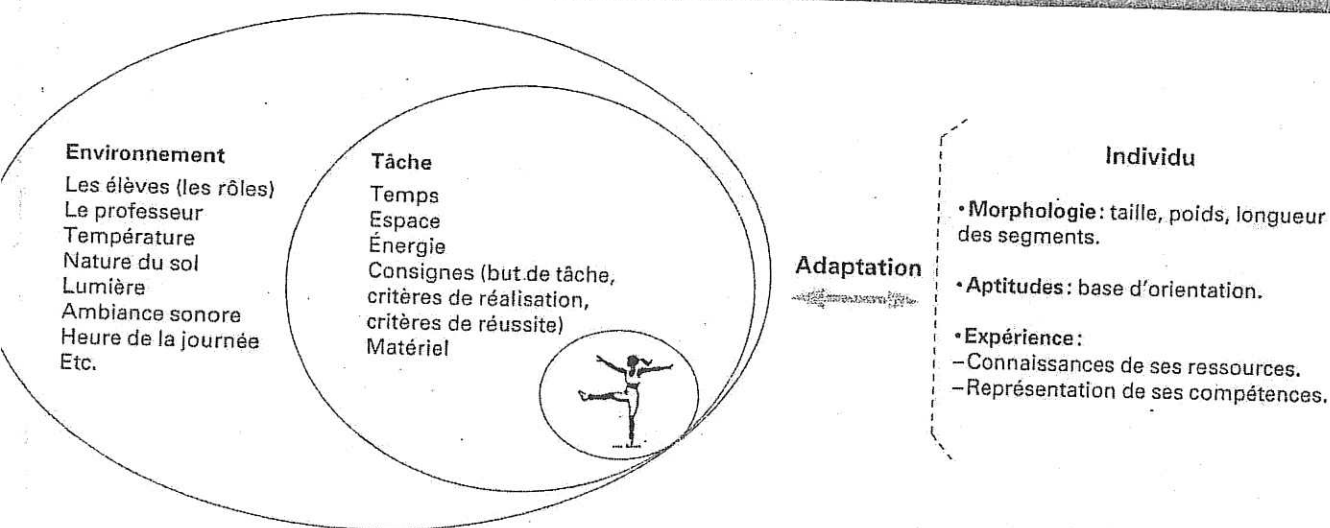 Environnement
Les élèves (les rôles)
Le professeur
Température
Nature du sol
Lumière
Ambiance sonore
Heure de la journée
Etc.
Tâche
Temps
Espace
Énergie
Consignes (but de tâche,
critères de réalisation,
critères de réussite)
Matériel
Adaptation
Individu
•Morphologie: taille, poids, longueur
des segments.
•Aptitudes: base d'orientation.
•Expérience:
–Connaissances de ses ressources.
–Représentation de ses compétences.